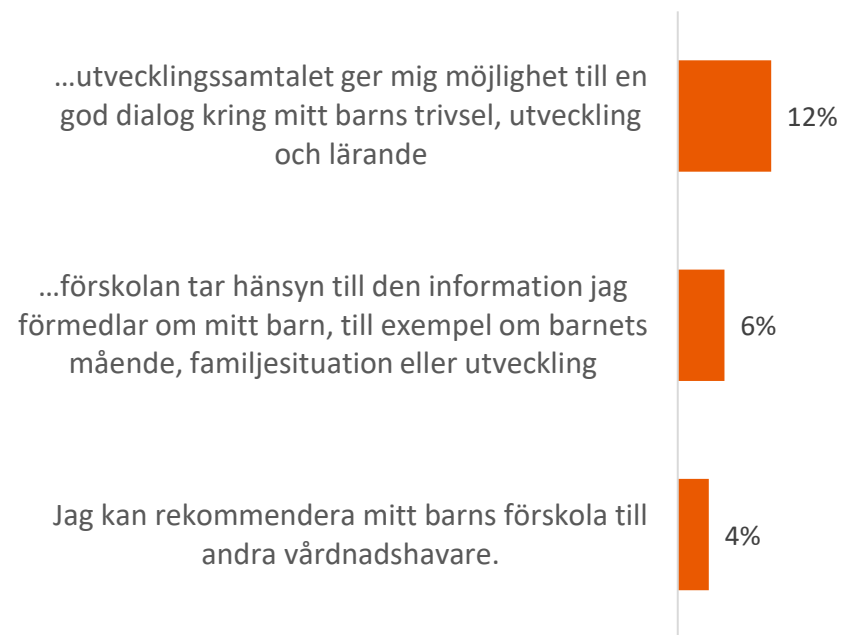 ...utvecklingssamtalet ger mig möjlighet till en
god dialog kring mitt barns trivsel, utveckling
och lärande
12%
...förskolan tar hänsyn till den information jag
förmedlar om mitt barn, till exempel om barnets
mående, familjesituation eller utveckling
6%
Jag kan rekommendera mitt barns förskola till
andra vårdnadshavare.
4%